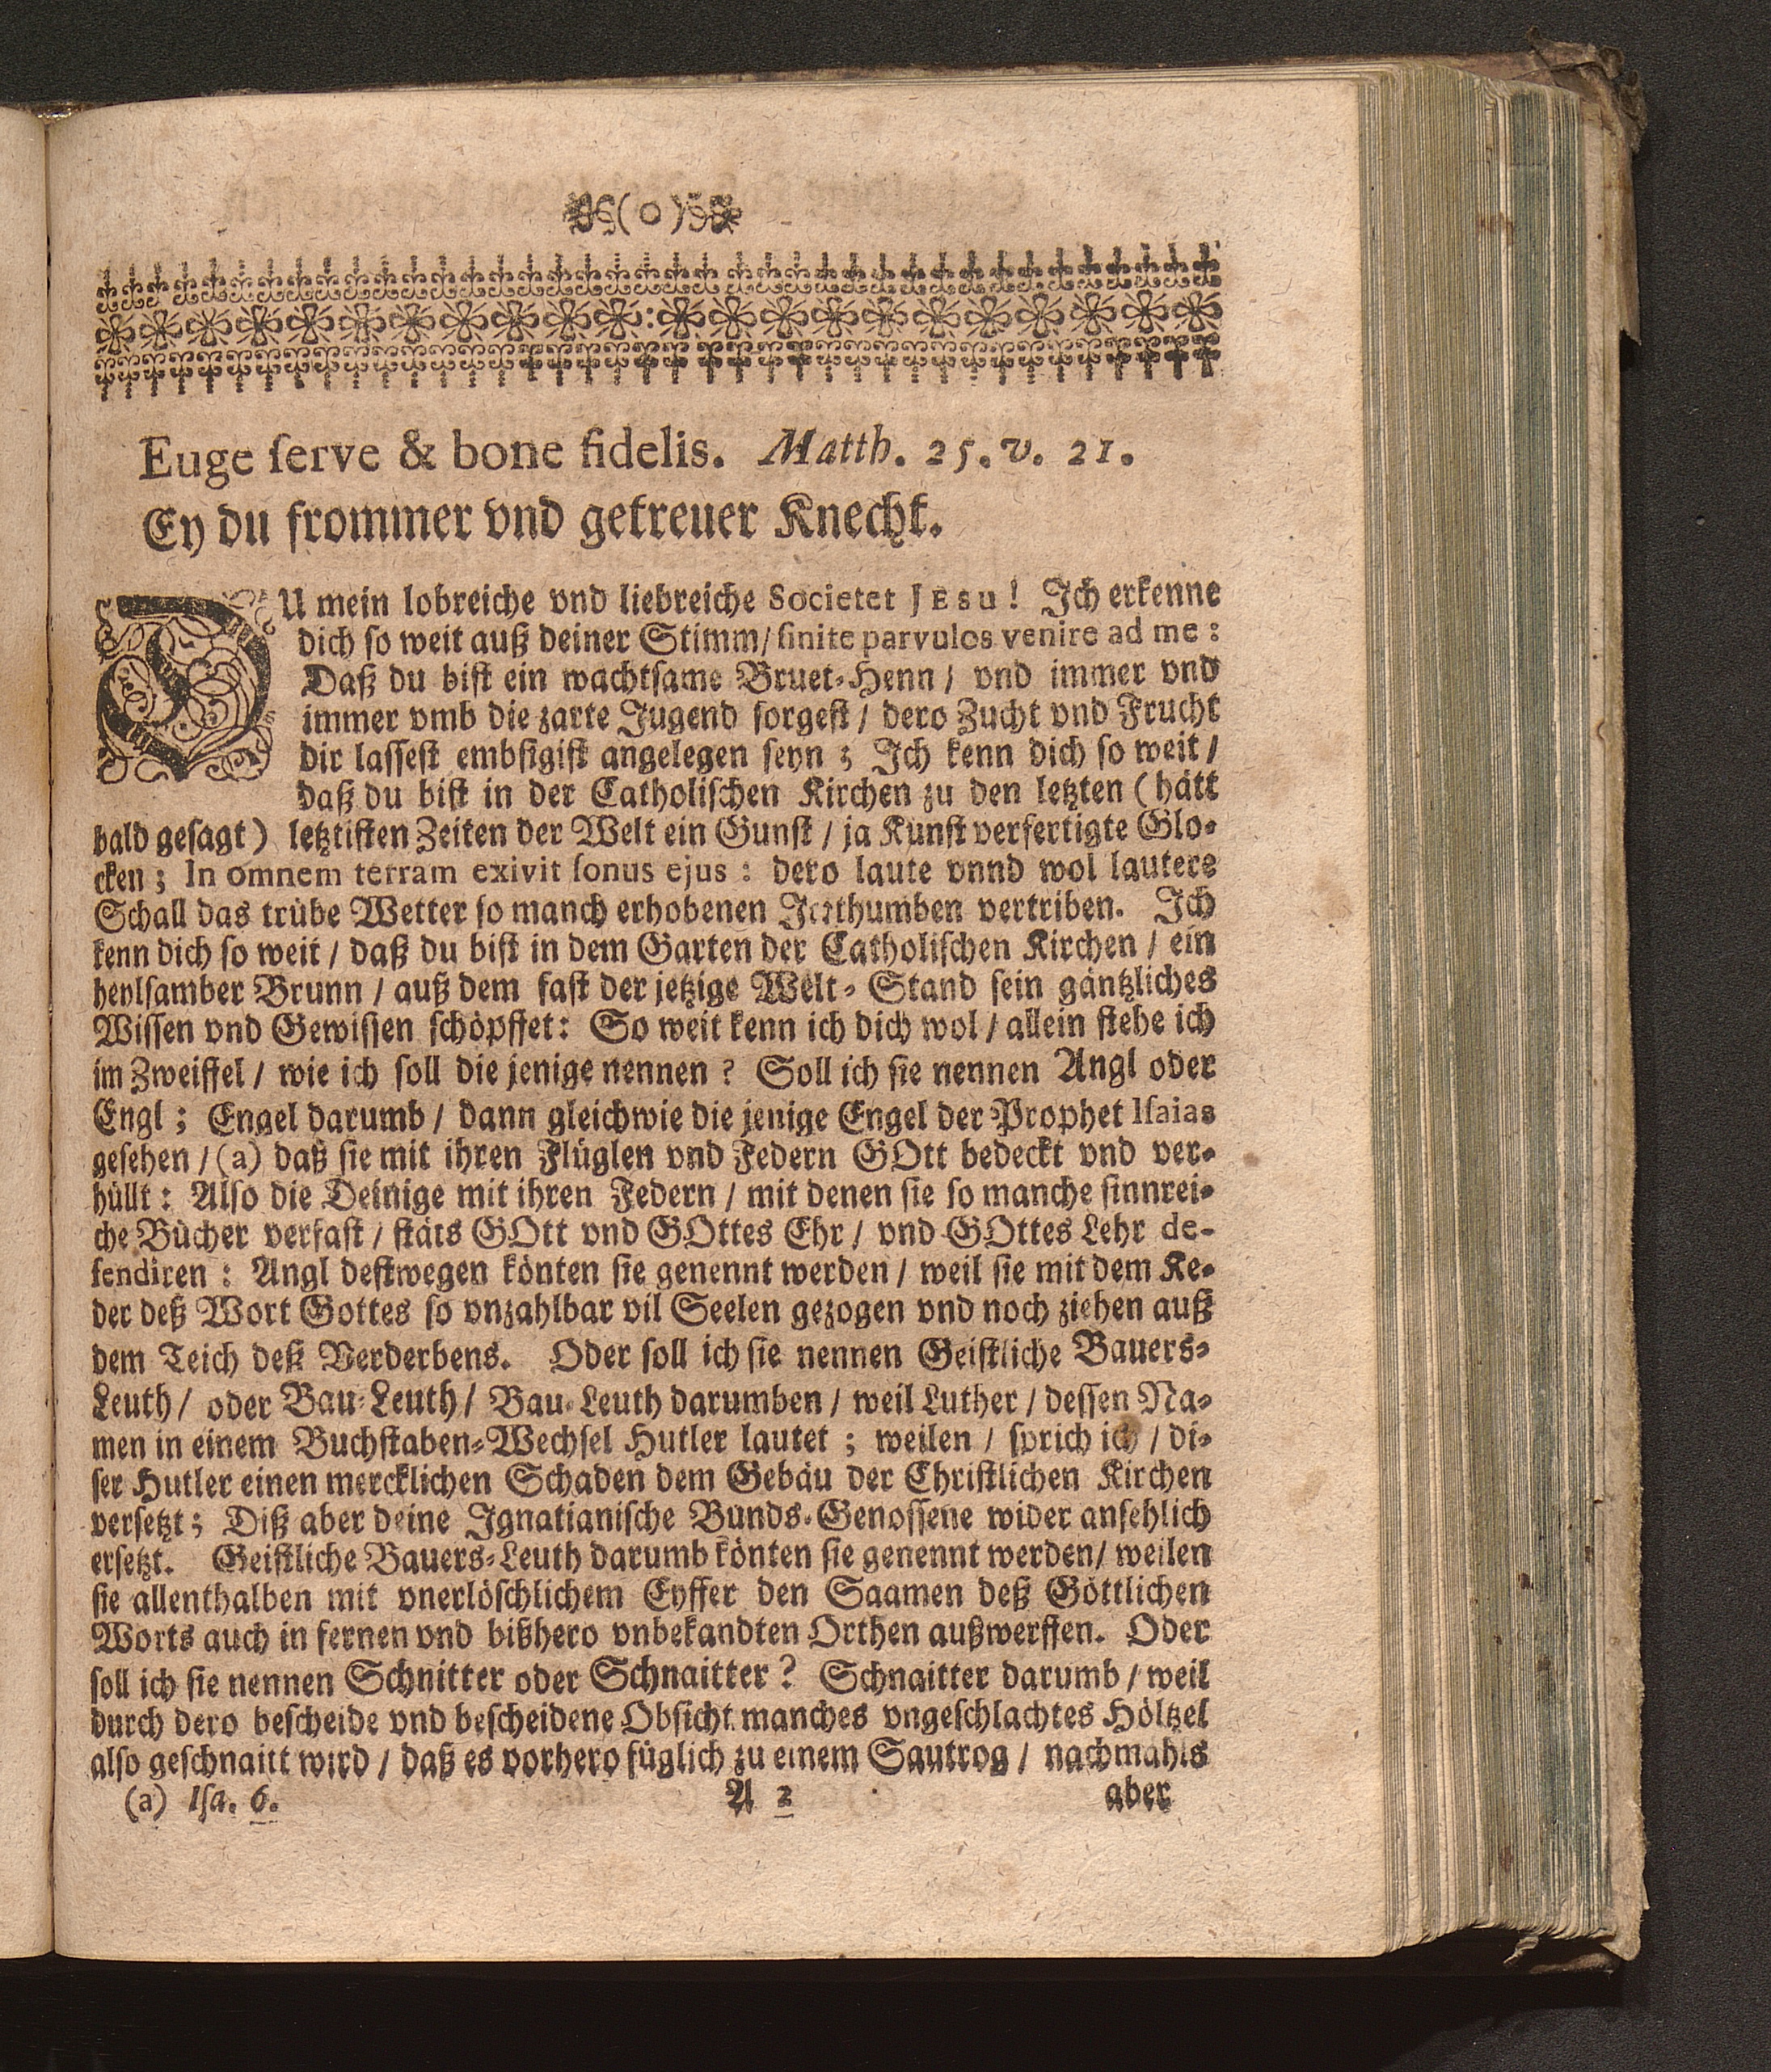 ( o )
Euge ſerve & bone fidelis. Matth. 25. v. 21.
Ey du frommer vnd getreuer Knecht.
DU mein lobreiche vnd liebreiche Societet JESu! Ich erkenne
dich ſo weit auß deiner Stimm / ſinite parvulos venire ad me :
Daß du biſt ein wachtſame Bruet-Henn / vnd immer vnd
immer vmb die zarte Jugend ſorgeſt / dero Zucht vnd Frucht
dir laſſeſt embſigiſt angelegen ſeyn ; Ich kenn dich ſo weit /
daß du biſt in der Catholiſchen Kirchen zu den letzten ( hätt
bald geſagt ) letztiſten Zeiten der Welt ein Gunſt / ja Kunſt verfertigte Glo-
cken ; In omnem terram exivit ſonus ejus : dero laute vnnd wol lautere
Schall das trübe Wetter ſo manch erhobenen Irrthumben vertriben. Ich
kenn dich ſo weit / daß du biſt in dem Garten der Catholiſchen Kirchen / ein
heylſamber Brunn / auß dem faſt der jetzige Welt-Stand ſein gäntzliches
Wiſſen vnd Gewiſſen ſchöpffet : So weit kenn ich dich wol / allein ſtehe ich
im Zweiffel / wie ich ſoll die jenige nennen ? Soll ich ſie nennen Angl oder
Engl ; Engel darumb / dann gleichwie die jenige Engel der Prophet Iſaias
geſehen / (a) daß ſie mit ihren Flüglen vnd Federn GOtt bedeckt vnd ver-
hüllt : Alſo die Deinige mit ihren Federn / mit denen ſie ſo manche ſinnrei-
che Bücher verfaſt / ſtäts GOtt vnd GOttes Ehr / vnd GOttes Lehr de-
fendiren : Angl deſtwegen könten ſie genennt werden / weil ſie mit dem Ke-
der deß Wort Gottes ſo vnzahlbar vil Seelen gezogen vnd noch ziehen auß
dem Teich deß Verderbens. Oder ſoll ich ſie nennen Geiſtliche Bauers-
Leuth / oder Bau-Leuth / Bau-Leuth darumben / weil Luther / deſſen Na-
men in einem Buchſtaben-Wechſel Hutler lautet ; weilen / ſprich ich / di-
ſer Hutler einen mercklichen Schaden dem Gebäu der Chriſtlichen Kirchen
verſetzt ; Diß aber deine Ignatianiſche Bunds-Genoſſene wider anſehlich
erſetzt. Geiſtliche Bauers-Leuth darumb könten ſie genennt werden / weilen
ſie allenthalben mit vnerlöſchlichem Eyffer den Saamen deß Göttlichen
Worts auch in fernen vnd bißhero vnbekandten Orthen außwerffen. Oder
ſoll ich ſie nennen Schnitter oder Schnaitter ? Schnaitter darumb / weil
durch dero beſcheide vnd beſcheidene Obſicht manches vngeſchlachtes Höltzel
alſo geſchnaitt wird / daß es vorhero füglich zu einem Sautrog / nachmahls
(a) Iſa. 6. A 2 aber